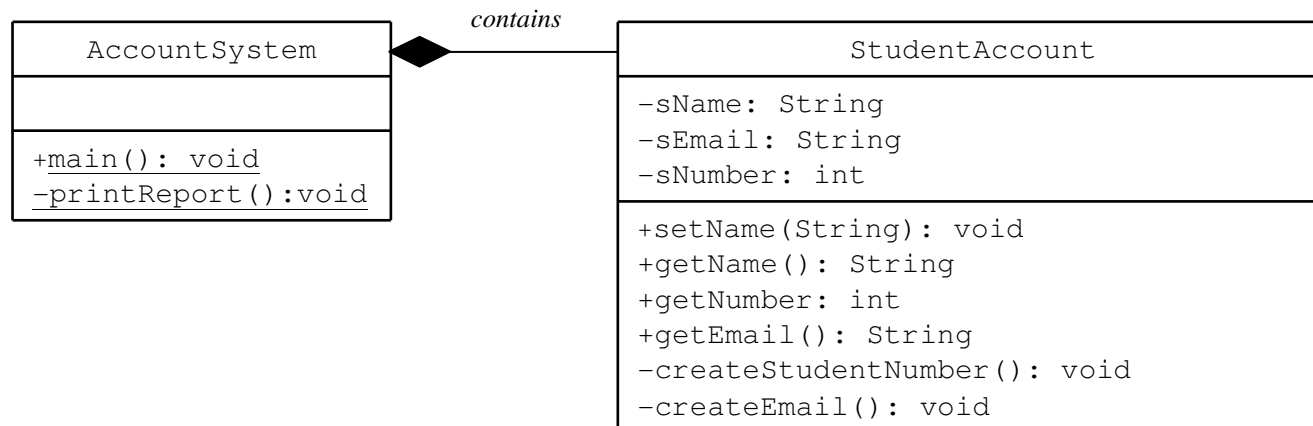 contains
AccountSystem
+main(): void
-printReport():void
StudentAccount
-sName: String
-sEmail: String
-sNumber: int
+setName(String): void
+getName(): String
+getNumber: int
+getEmail(): String
-createStudentNumber(): void
-createEmail(): void